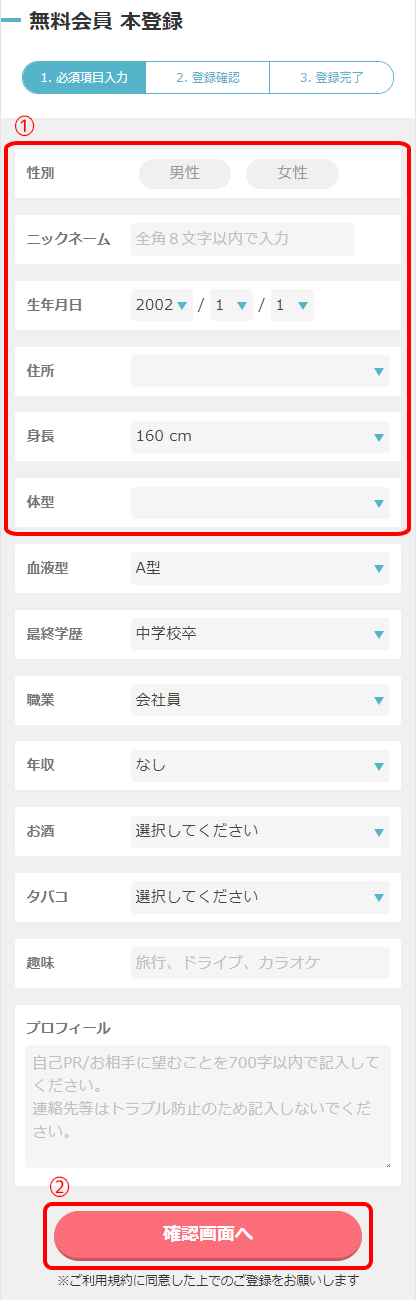 無料会員 本登録
1. 必須項目入力 2. 登録確認 3. 登録完了
①
性別 男性 女性
ニックネーム 全角８文字以内で入力
生年月日 2002▼ / 1▼ / 1▼
住所 ▼
身長 160 cm ▼
体型 ▼
血液型 A型 ▼
最終学歴 中学校卒 ▼
職業 会社員 ▼
年収 なし ▼
お酒 選択してください ▼
タバコ 選択してください ▼
趣味 旅行、ドライブ、カラオケ
プロフィール
自己PR/お相手に望むことを700字以内で記入して
ください。
連絡先等はトラブル防止のため記入しないでくだ
さい。
②
確認画面へ
※ご利用規約に同意した上でのご登録をお願いします